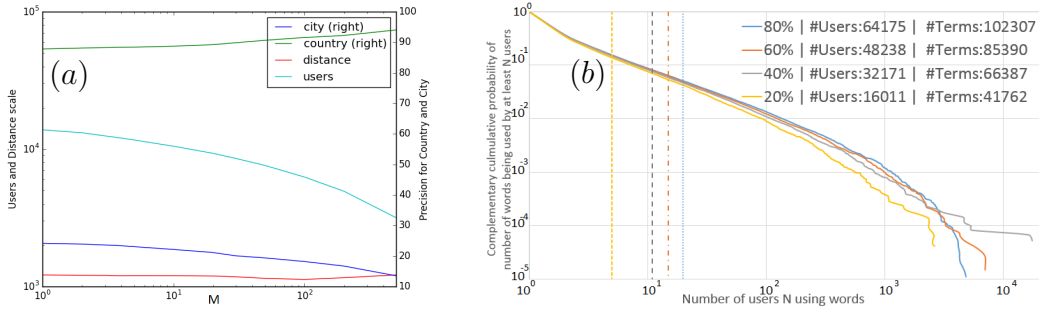 (a)
city (right)
country (right)
distance
users
Users and Distance scale
10^5
10^4
10^3
Precision for Country and City
100
90
80
70
60
50
40
30
20
10
10^0
10^1
10^2
M
(b)
80% | #Users:64175 | #Terms:102307
60% | #Users:48238 | #Terms:85390
40% | #Users:32171 | #Terms:66387
20% | #Users:16011 | #Terms:41762
Complementary culmulative probability of
number of words being used by at least N users
10^0
10^-1
10^-2
10^-3
10^-4
10^-5
10^0
10^1
10^2
10^3
10^4
Number of users N using words